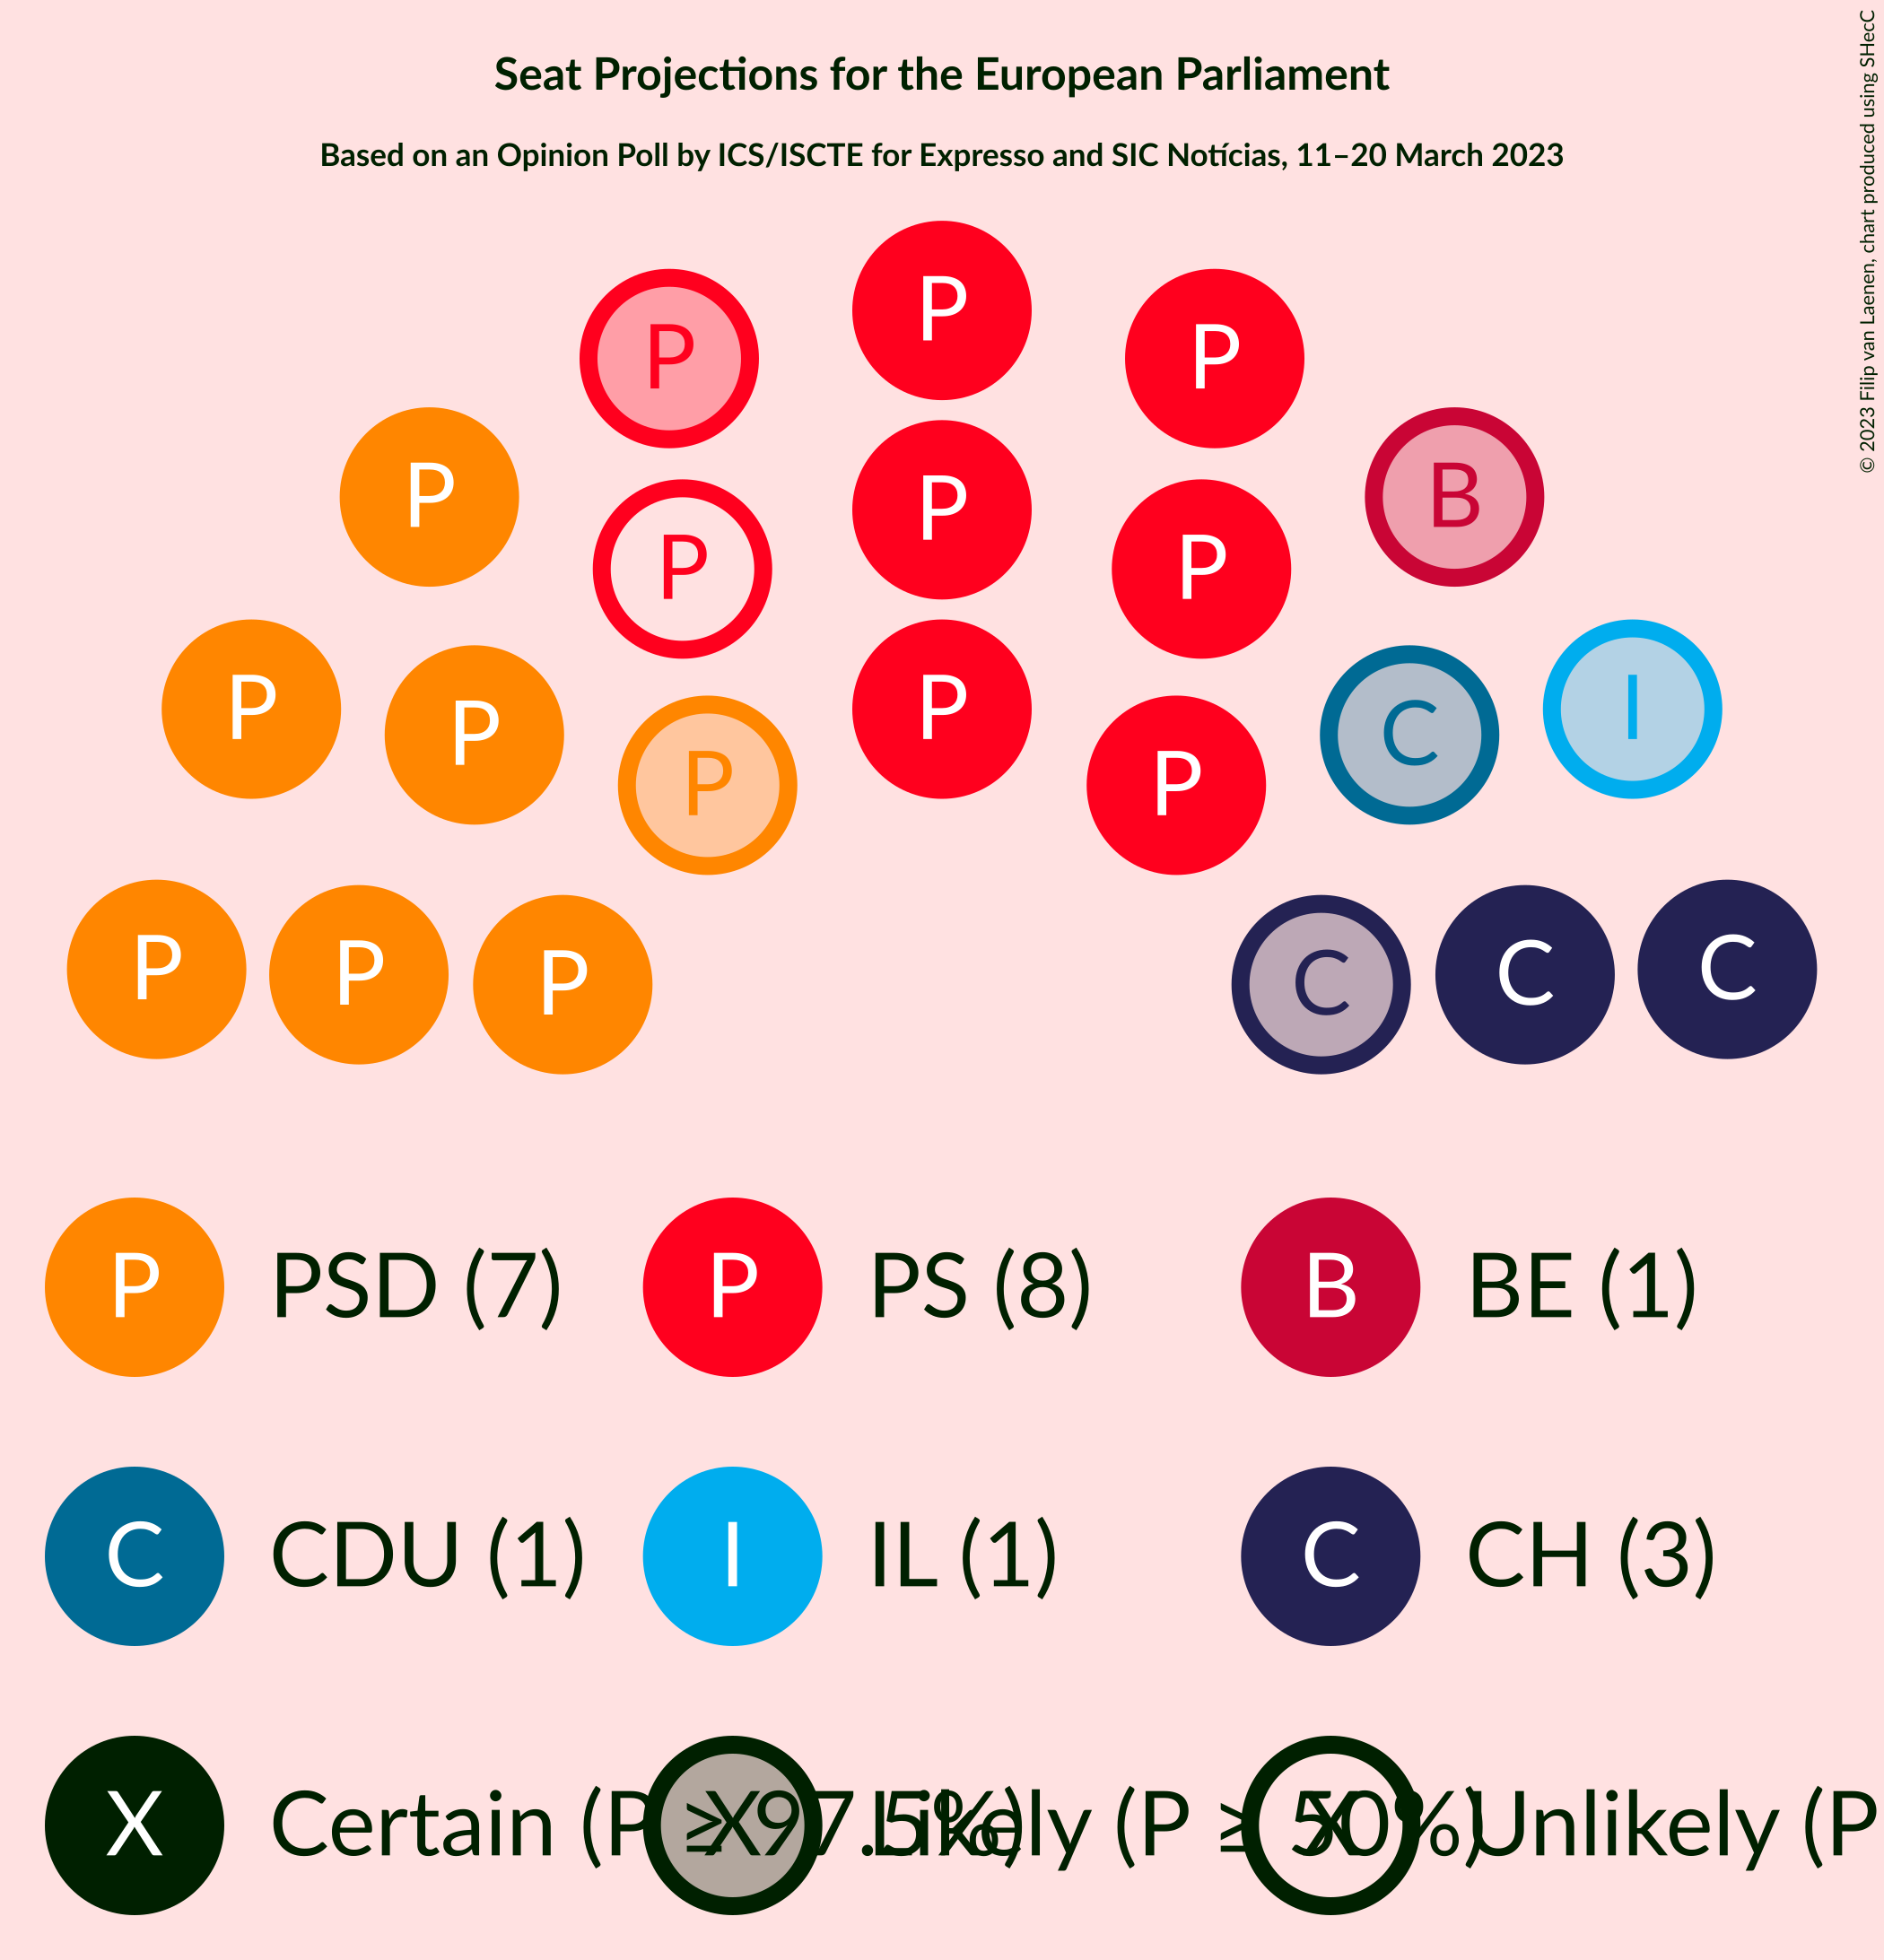 Seat Projections for the European Parliament
Based on an Opinion Poll by ICS/ISCTE for Expresso and SIC Notícias, 11–20 March 2023
© 2023 Filip van Laenen, chart produced using SHecC
P
P P
P B
P
P P P
P I
P C
P
P P
P C
P C
P C
P PSD (7) P PS (8) B BE (1)
C CDU (1) I IL (1) C CH (3)
X Certain (P ≥ 97.5%) X Likely (P ≥ 50%) X Unlikely (P